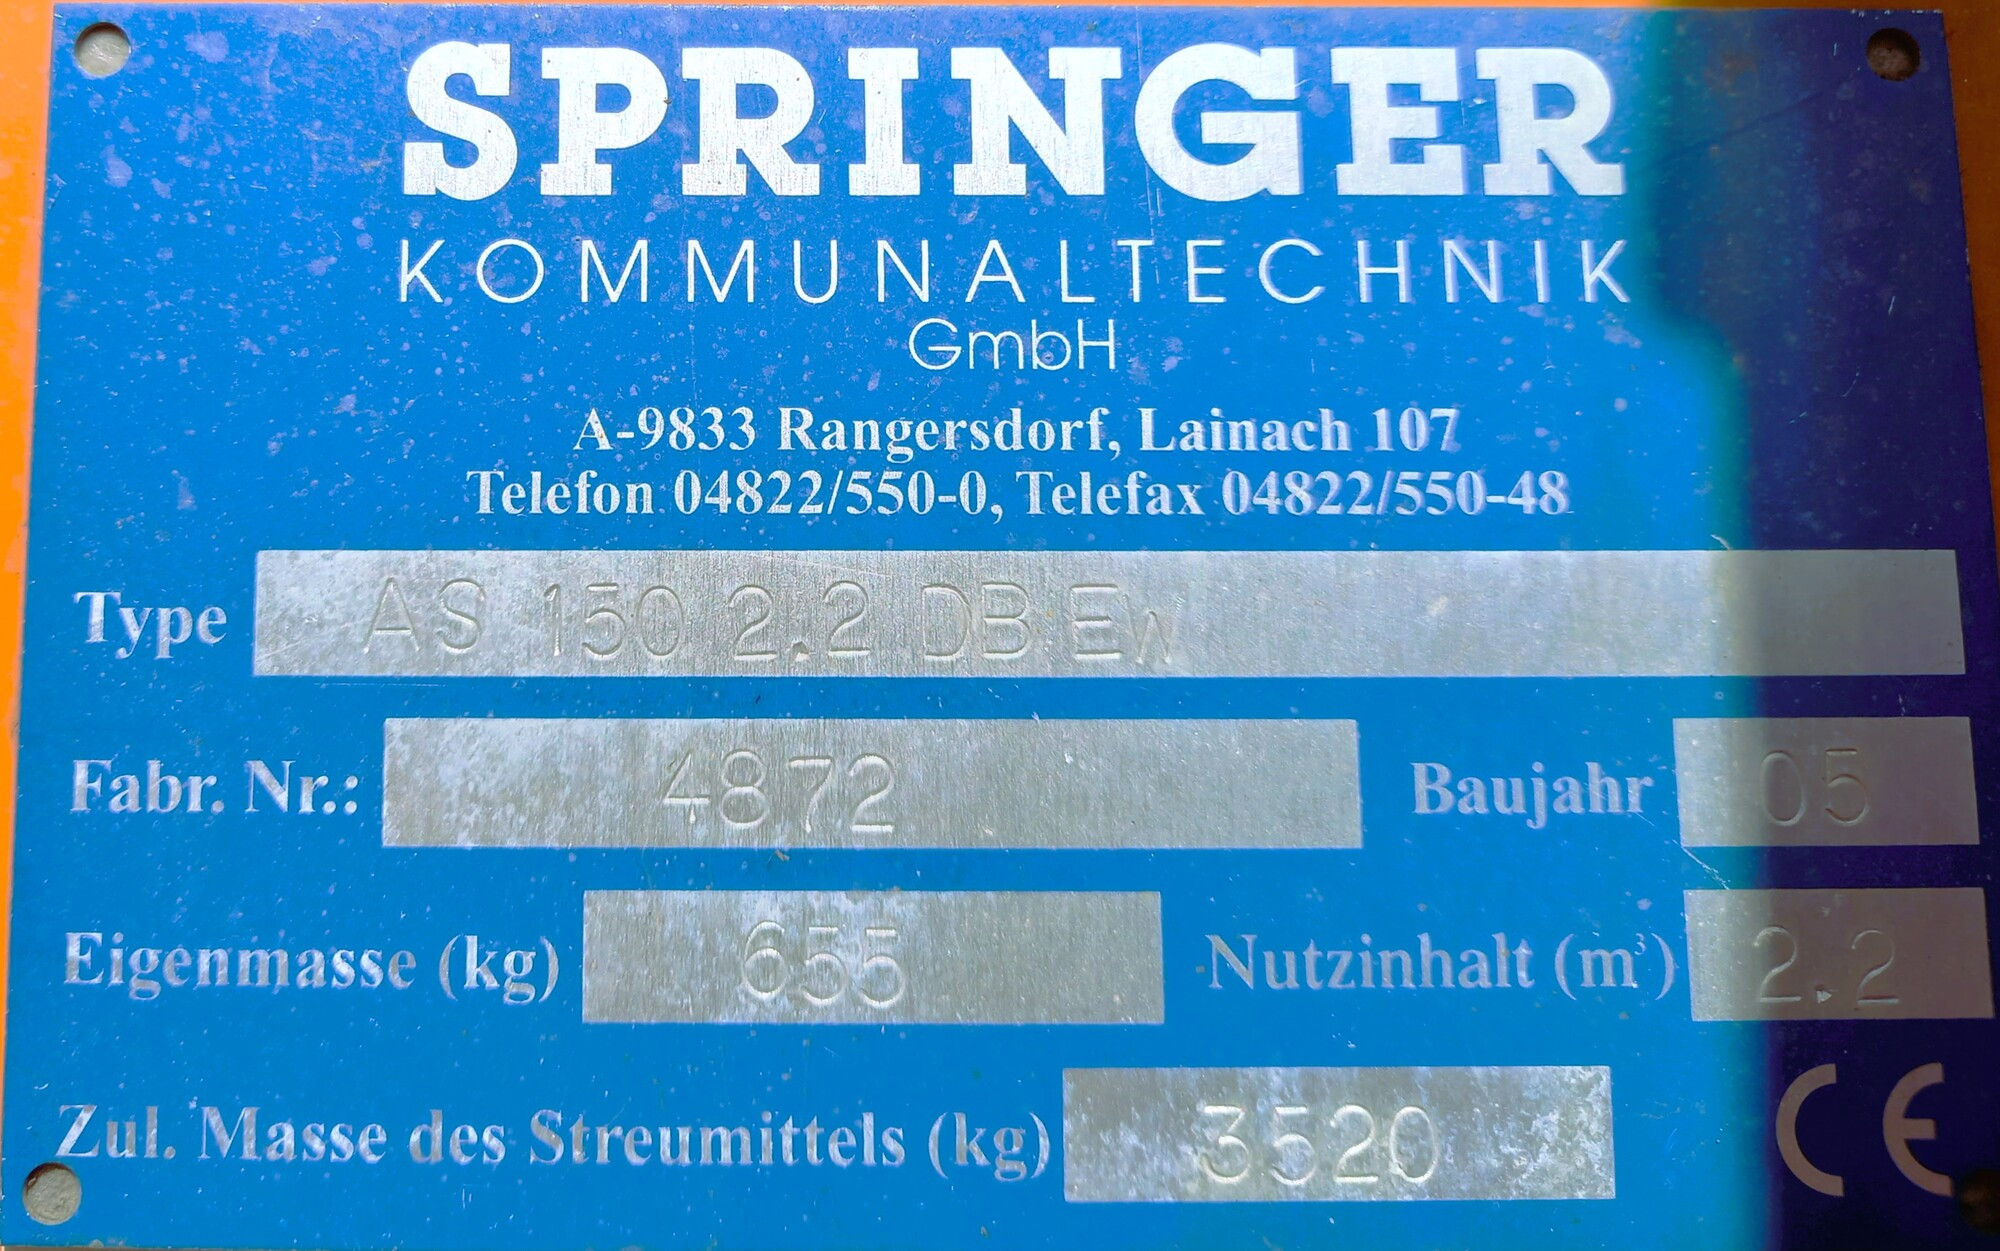 SPRINGER
KOMMUNALTECHNIK
GmbH
A-9833 Rangersdorf, Lainach 107
Telefon 04822/550-0, Telefax 04822/550-48
Type AS 150 2.2 DB Ew
Fabr. Nr.: 4872 Baujahr 05
Eigenmasse (kg) 655 Nutzinhalt (m³) 2.2
Zul. Masse des Streumittels (kg) 3520 CE